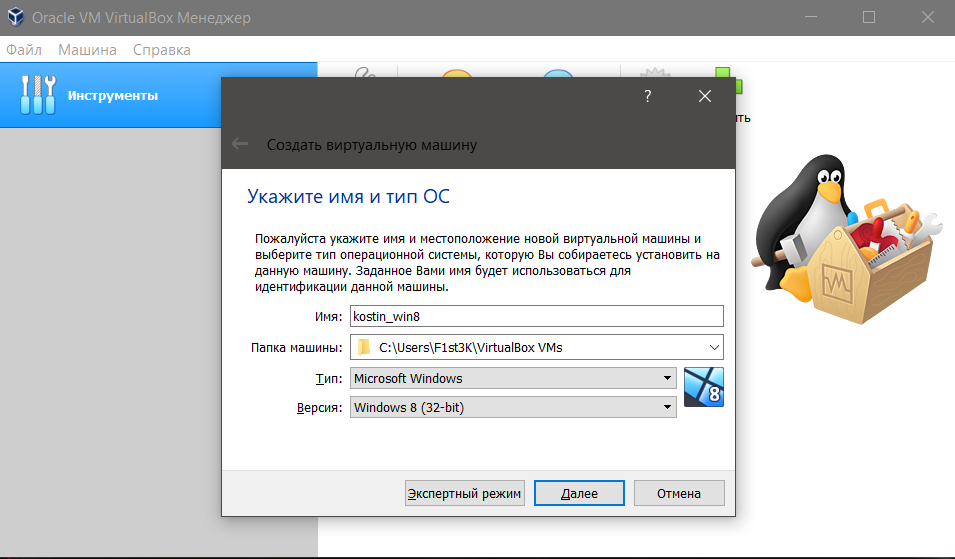 Oracle VM VirtualBox Менеджер
Файл Машина Справка
Инструменты
?
Создать виртуальную машину
Укажите имя и тип ОС
Пожалуйста укажите имя и местоположение новой виртуальной машины и
выберите тип операционной системы, которую Вы собираетесь установить на
данную машину. Заданное Вами имя будет использоваться для
идентификации данной машины.
Имя: kostin_win8
Папка машины: C:\Users\F1st3K\VirtualBox VMs
Тип: Microsoft Windows
8
Версия: Windows 8 (32-bit)
Экспертный режим Далее Отмена